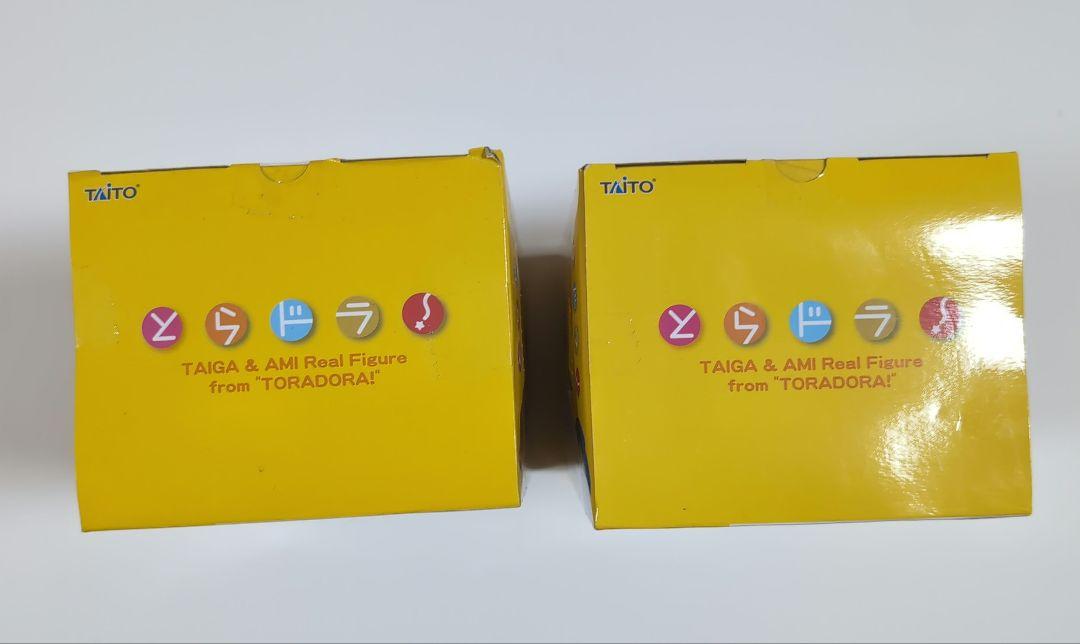 TAiTO®
とらドラ!
TAIGA & AMI Real Figure
from "TORADORA!"
TAiTO®
とらドラ!
TAIGA & AMI Real Figure
from "TORADORA!"